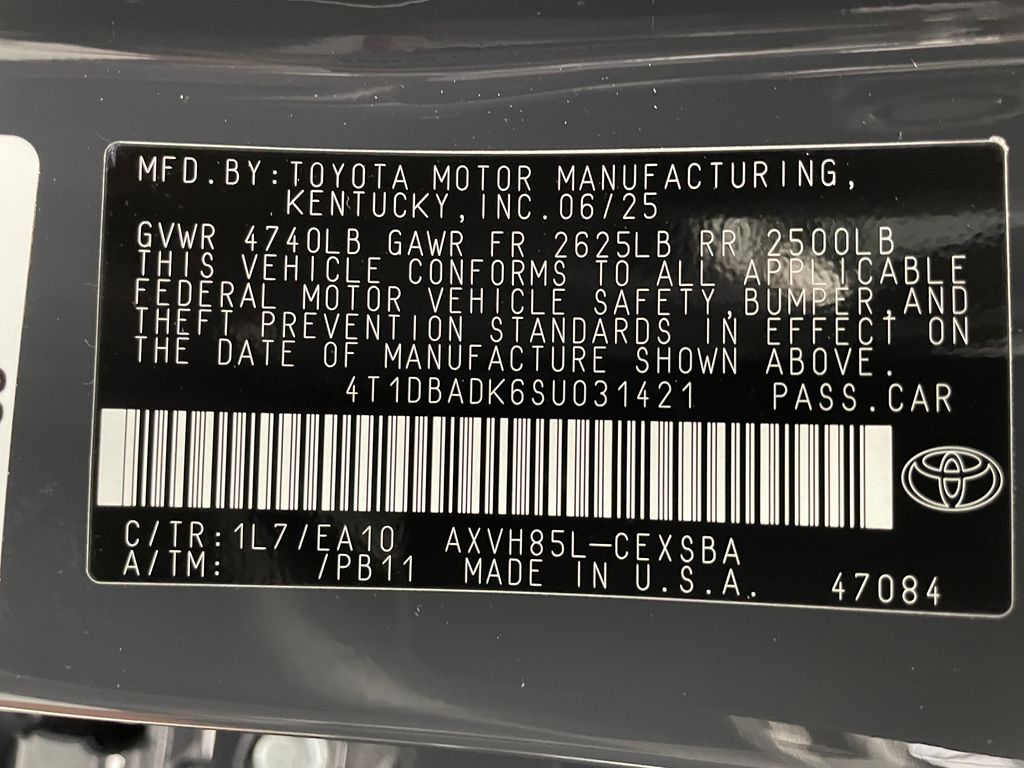 MFD.BY:TOYOTA MOTOR MANUFACTURING,
KENTUCKY,INC.06/25
GVWR 4740LB GAWR FR 2625LB RR 2500LB
THIS VEHICLE CONFORMS TO ALL APPLICABLE
FEDERAL MOTOR VEHICLE SAFETY,BUMPER,AND
THEFT PREVENTION STANDARDS IN EFFECT ON
THE DATE OF MANUFACTURE SHOWN ABOVE.
4T1DBADK6SU031421 PASS.CAR
C/TR:1L7/EA10 AXVH85L-CEXSBA
A/TM: /PB11 MADE IN U.S.A. 47084